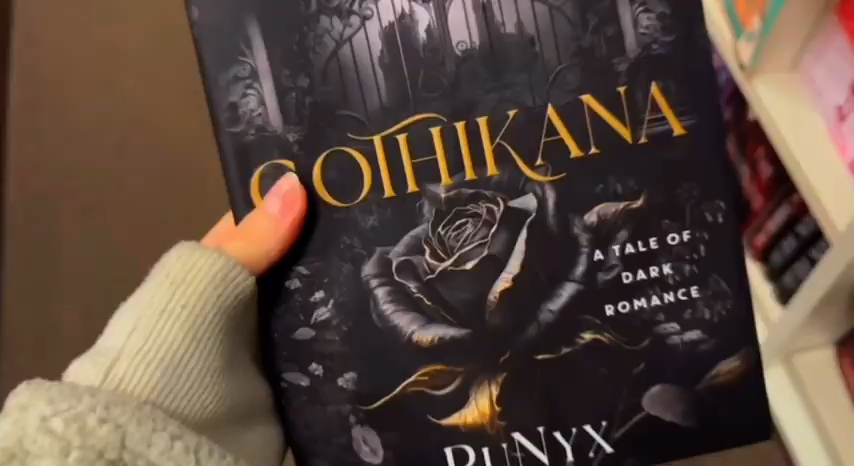 GOTHIKANA
A TALE OF
DARK
ROMANCE
RuNyx